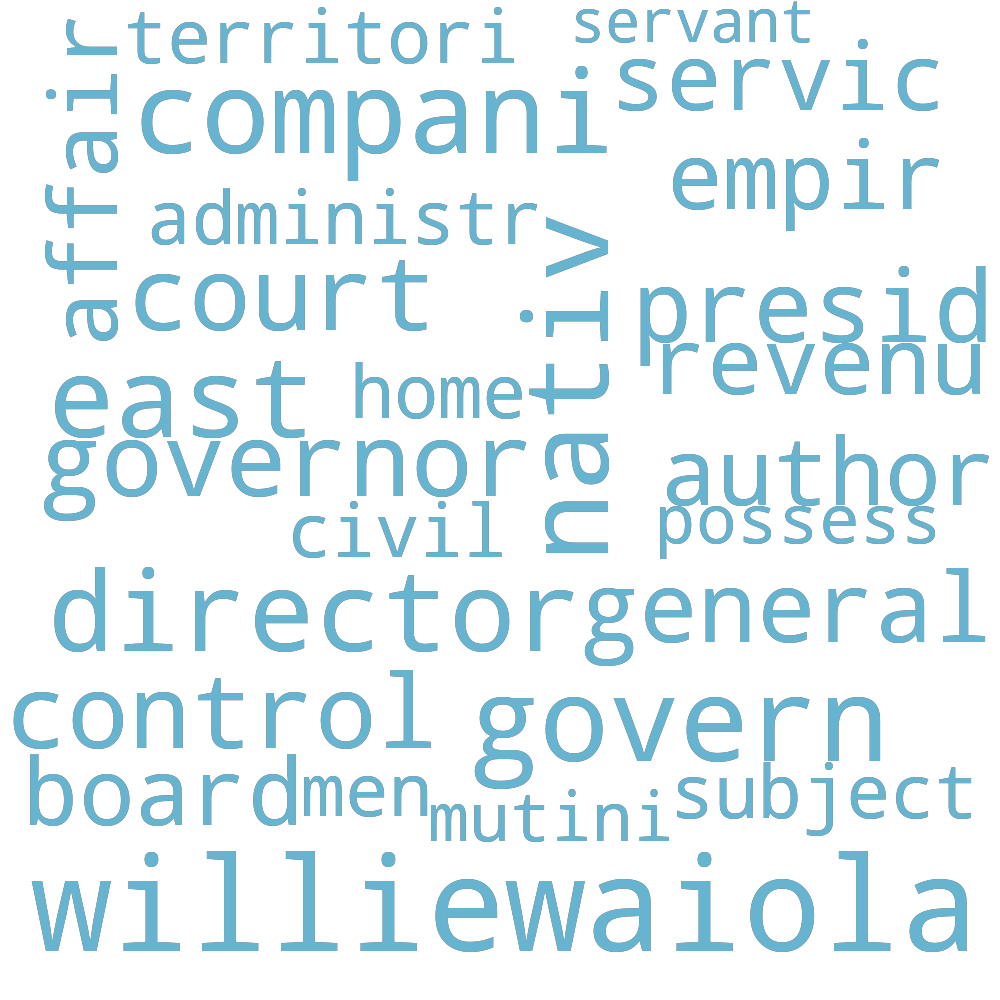 territori
servant
affair
compani
servic
empir
administr
nativ
court
presid
revenu
east
home
governor
author
civil
possess
director
general
control
govern
board
men
mutini
subject
williewaiola